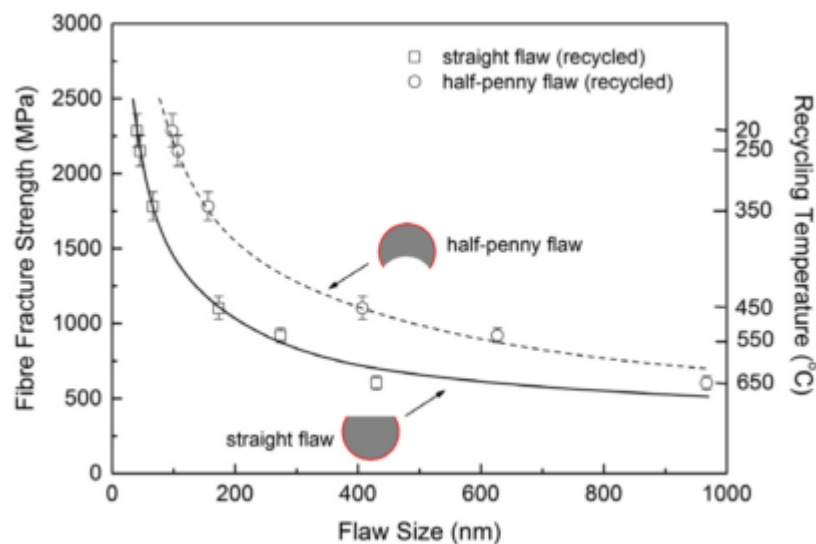 3000
2500
2000
1500
1000
500
0
Fibre Fracture Strength (MPa)
straight flaw (recycled)
half-penny flaw (recycled)
half-penny flaw
straight flaw
20
250
350
450
550
650
Recycling Temperature (°C)
0 200 400 600 800 1000
Flaw Size (nm)